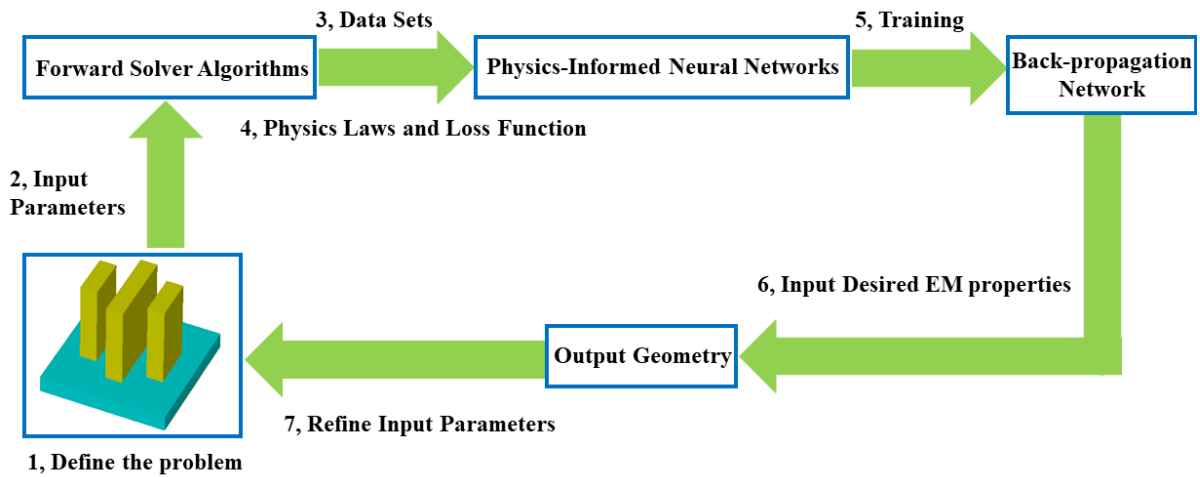 3, Data Sets
5, Training
Forward Solver Algorithms
Physics-Informed Neural Networks
Back-propagation
Network
4, Physics Laws and Loss Function
2, Input
Parameters
6, Input Desired EM properties
Output Geometry
7, Refine Input Parameters
1, Define the problem